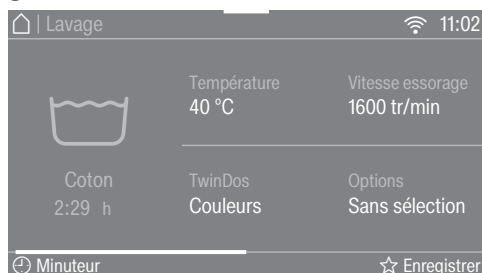 | Lavage 11:02
Température
40 °C
Vitesse essorage
1600 tr/min
Coton
2:29 h
TwinDos
Couleurs
Options
Sans sélection
Minuteur
Enregistrer